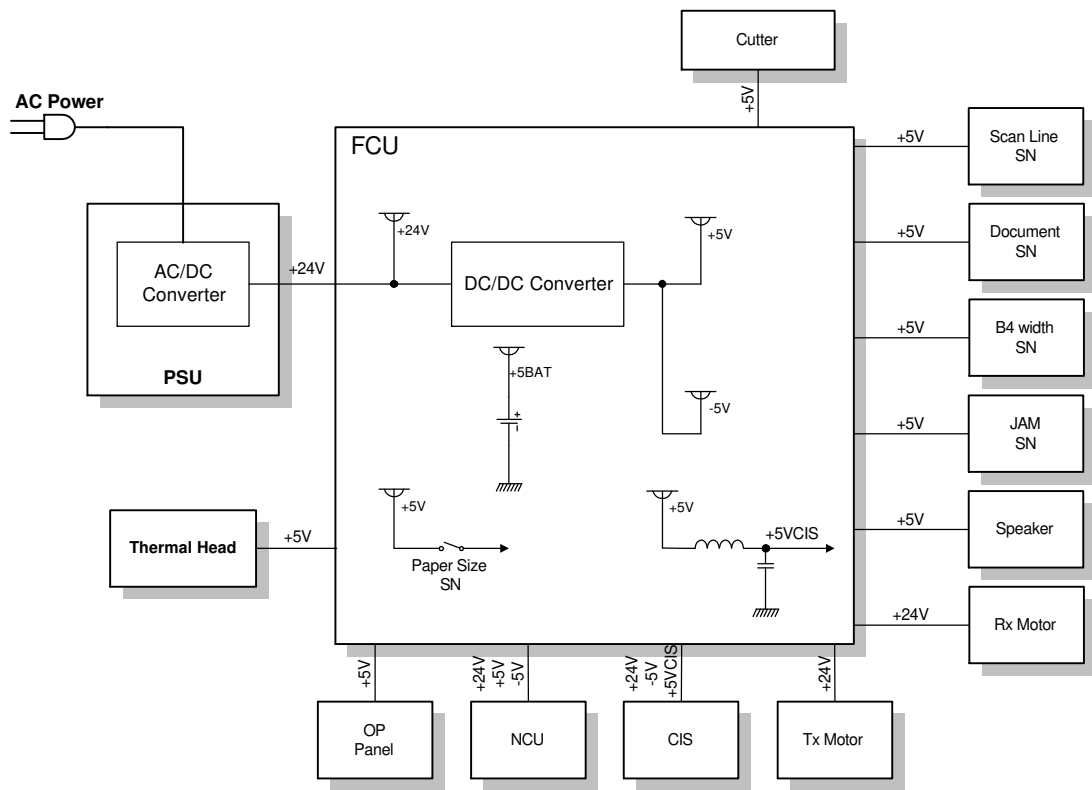 Cutter
+5V
AC Power
FCU
+5V
Scan Line
SN
+24V
+5V
+5V
Document
SN
AC/DC
Converter
+24V
DC/DC Converter
PSU
+5BAT
+
-
-5V
+5V
B4 width
SN
+5V
JAM
SN
+5V
+5V
+5VCIS
+5V
Speaker
Thermal Head
+5V
Paper Size
SN
+24V
Rx Motor
+5V
+24V
+5V
-5V
+24V
-5V
+5VCIS
+24V
OP
Panel
NCU
CIS
Tx Motor